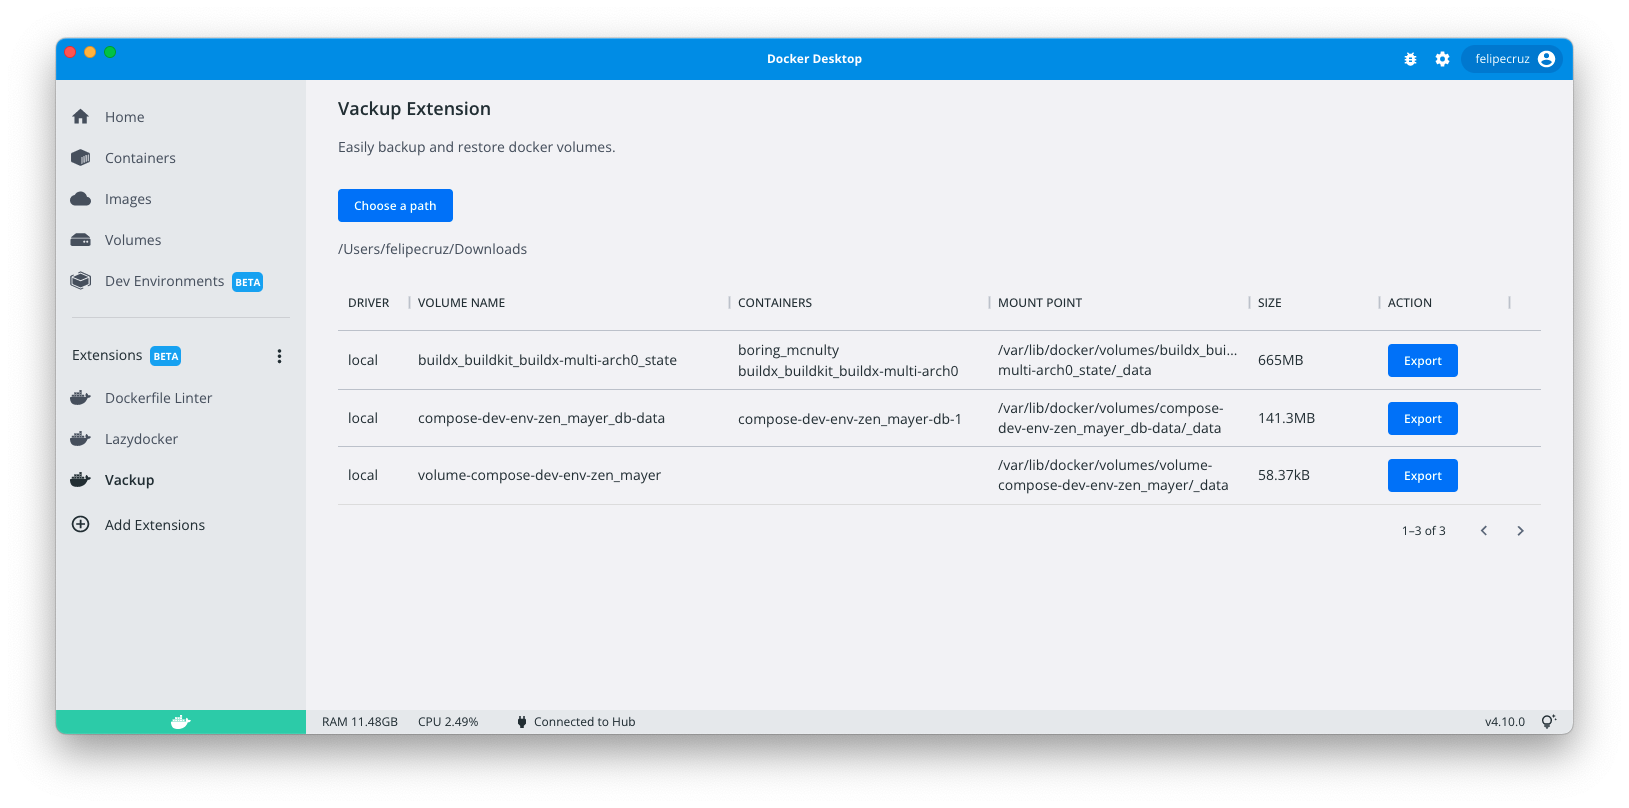 Docker Desktop
felipecruz
Home
Containers
Images
Volumes
Dev Environments BETA
Extensions BETA
Dockerfile Linter
Lazydocker
Vackup
Add Extensions
Vackup Extension
Easily backup and restore docker volumes.
Choose a path
/Users/felipecruz/Downloads
DRIVER VOLUME NAME CONTAINERS MOUNT POINT SIZE ACTION
local buildx_buildkit_buildx-multi-arch0_state boring_mcnulty /var/lib/docker/volumes/buildx_bui... 665MB Export
buildx_buildkit_buildx-multi-arch0 multi-arch0_state/_data
local compose-dev-env-zen_mayer_db-data compose-dev-env-zen_mayer-db-1 /var/lib/docker/volumes/compose- 141.3MB Export
dev-env-zen_mayer_db-data/_data
local volume-compose-dev-env-zen_mayer /var/lib/docker/volumes/volume- 58.37kB Export
compose-dev-env-zen_mayer/_data
1–3 of 3
RAM 11.48GB CPU 2.49% Connected to Hub v4.10.0